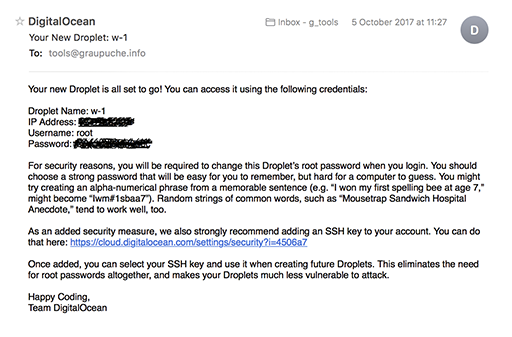 DigitalOcean
Inbox - g_tools
5 October 2017 at 11:27
D
Your New Droplet: w-1
To: tools@graupuche.info
Your new Droplet is all set to go! You can access it using the following credentials:
Droplet Name: w-1
IP Address:
Username: root
Password:
For security reasons, you will be required to change this Droplet's root password when you login. You should
choose a strong password that will be easy for you to remember, but hard for a computer to guess. You might
try creating an alpha-numerical phrase from a memorable sentence (e.g. "I won my first spelling bee at age 7,"
might become "Iwm#1sbaa7"). Random strings of common words, such as "Mousetrap Sandwich Hospital
Anecdote," tend to work well, too.
As an added security measure, we also strongly recommend adding an SSH key to your account. You can do
that here: https://cloud.digitalocean.com/settings/security?i=4506a7
Once added, you can select your SSH key and use it when creating future Droplets. This eliminates the need
for root passwords altogether, and makes your Droplets much less vulnerable to attack.
Happy Coding,
Team DigitalOcean